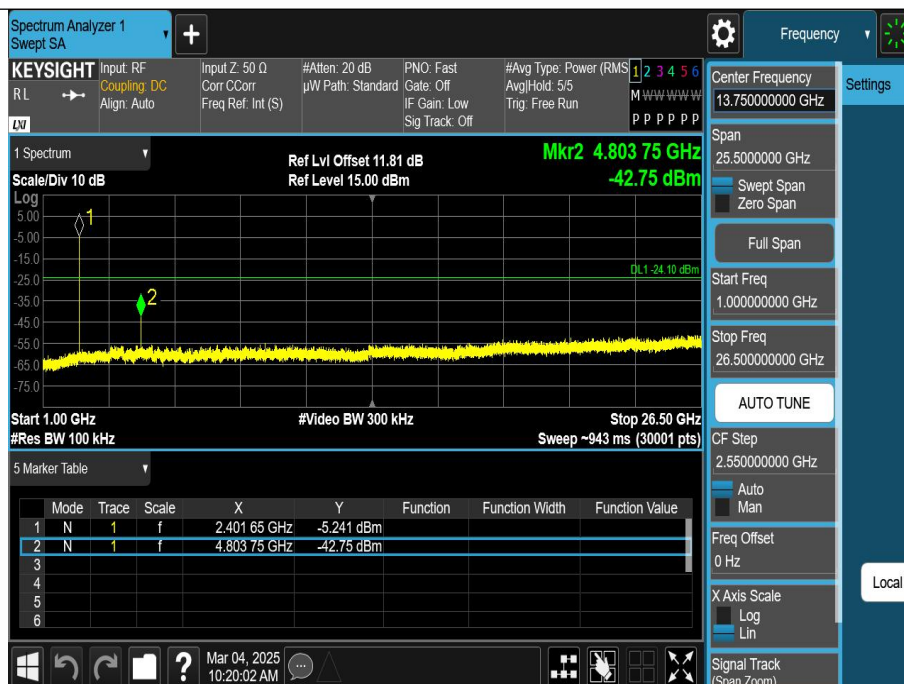 Spectrum Analyzer 1
Swept SA
Frequency
KEYSIGHT
RL
LXI
Input: RF
Coupling: DC
Align: Auto
Input Z: 50 Ω
Corr CCorr
Freq Ref: Int (S)
#Atten: 20 dB
µW Path: Standard
PNO: Fast
Gate: Off
IF Gain: Low
Sig Track: Off
#Avg Type: Power (RMS
Avg|Hold: 5/5
Trig: Free Run
1 2 3 4 5 6
M W W W W W
P P P P P P
1 Spectrum
Scale/Div 10 dB
Ref Lvl Offset 11.81 dB
Ref Level 15.00 dBm
Mkr2 4.803 75 GHz
-42.75 dBm
Log
5.00
-5.00
-15.0
-25.0
-35.0
-45.0
-55.0
-65.0
-75.0
1
2
DL1 -24.10 dBm
Start 1.00 GHz
#Video BW 300 kHz
Stop 26.50 GHz
#Res BW 100 kHz
Sweep ~943 ms (30001 pts)
5 Marker Table
Mode Trace Scale X Y Function Function Width Function Value
1 N 1 f 2.401 65 GHz -5.241 dBm
2 N 1 f 4.803 75 GHz -42.75 dBm
3
4
5
6
?
Mar 04, 2025
10:20:02 AM
Center Frequency
13.750000000 GHz
Settings
Span
25.5000000 GHz
Swept Span
Zero Span
Full Span
Start Freq
1.000000000 GHz
Stop Freq
26.500000000 GHz
AUTO TUNE
CF Step
2.550000000 GHz
Auto
Man
Freq Offset
0 Hz
Local
X Axis Scale
Log
Lin
Signal Track
(Span Zoom)